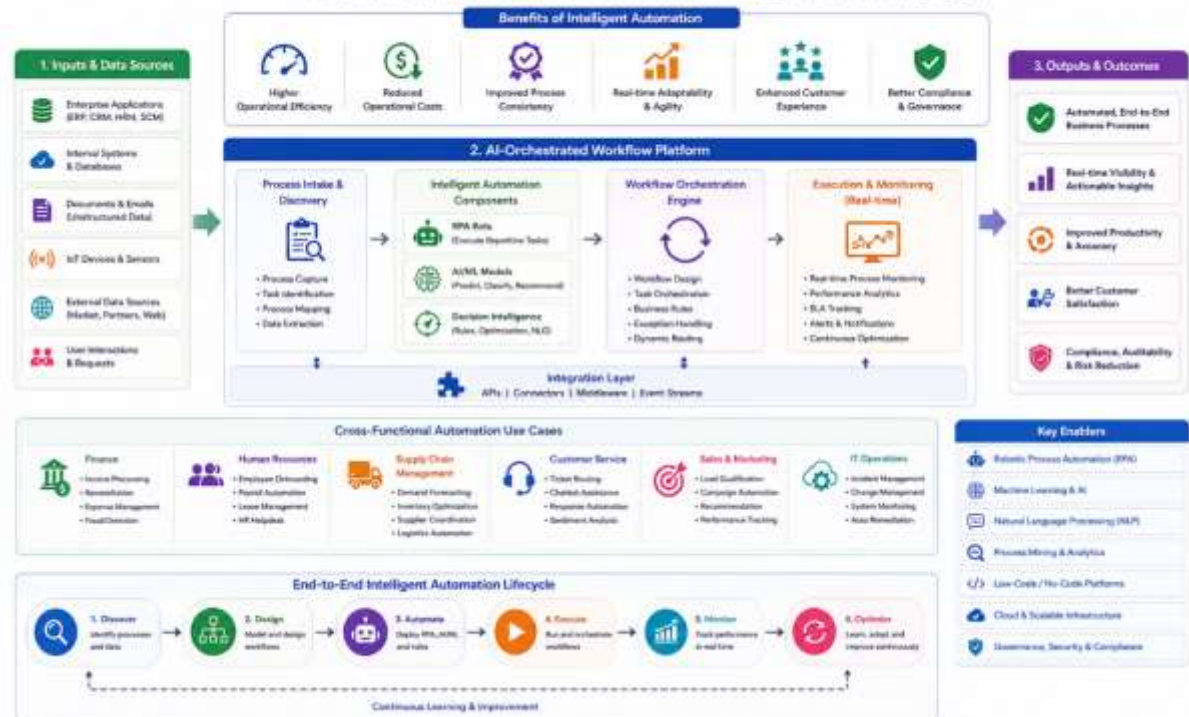 Benefits of Intelligent Automation
Higher
Operational Efficiency
Reduced
Operational Costs
Improved Process
Consistency
Real-time Adaptability
& Agility
Enhanced Customer
Experience
Better Compliance
& Governance
1. Inputs & Data Sources
Enterprise Applications
(ERP, CRM, HRM, SCM)
Internal Systems
& Databases
Documents & Emails
(Unstructured Data)
IoT Devices & Sensors
External Data Sources
(Market, Partners, Web)
User Interactions
& Requests
2. AI-Orchestrated Workflow Platform
Process Intake &
Discovery
• Process Capture
• Task Identification
• Process Mapping
• Data Extraction
Intelligent Automation
Components
RPA Bots
(Execute Repetitive Tasks)
AI/ML Models
(Predict, Classify, Recommend)
Decision Intelligence
(Rules, Optimization, NLG)
Workflow Orchestration
Engine
• Workflow Design
• Task Orchestration
• Business Rules
• Exception Handling
• Dynamic Routing
Execution & Monitoring
(Real-time)
• Real-time Process Monitoring
• Performance Analytics
• SLA Tracking
• Alerts & Notifications
• Continuous Optimization
Integration Layer
APIs | Connectors | Middleware | Event Streams
3. Outputs & Outcomes
Automated, End-to-End
Business Processes
Real-time Visibility &
Actionable Insights
Improved Productivity
& Accuracy
Better Customer
Satisfaction
Compliance, Auditability
& Risk Reduction
Cross-Functional Automation Use Cases
Finance
• Invoice Processing
• Reconciliation
• Expense Management
• Fraud Detection
Human Resources
• Employee Onboarding
• Payroll Automation
• Leave Management
• HR Helpdesk
Supply Chain
Management
• Demand Forecasting
• Inventory Optimization
• Supplier Coordination
• Logistics Automation
Customer Service
• Ticket Routing
• Chatbot Assistance
• Response Automation
• Sentiment Analysis
Sales & Marketing
• Lead Qualification
• Campaign Automation
• Recommendation
• Performance Tracking
IT Operations
• Incident Management
• Change Management
• System Monitoring
• Auto Remediation
Key Enablers
Robotic Process Automation (RPA)
Machine Learning & AI
Natural Language Processing (NLP)
Process Mining & Analytics
Low-Code / No-Code Platforms
Cloud & Scalable Infrastructure
Governance, Security & Compliance
End-to-End Intelligent Automation Lifecycle
1. Discover
Identify processes
and data
2. Design
Model and design
workflows
3. Automate
Deploy RPA, AI/ML
and rules
4. Execute
Run and orchestrate
workflows
5. Monitor
Track performance
in real-time
6. Optimize
Learn, adapt and
improve continuously
Continuous Learning & Improvement